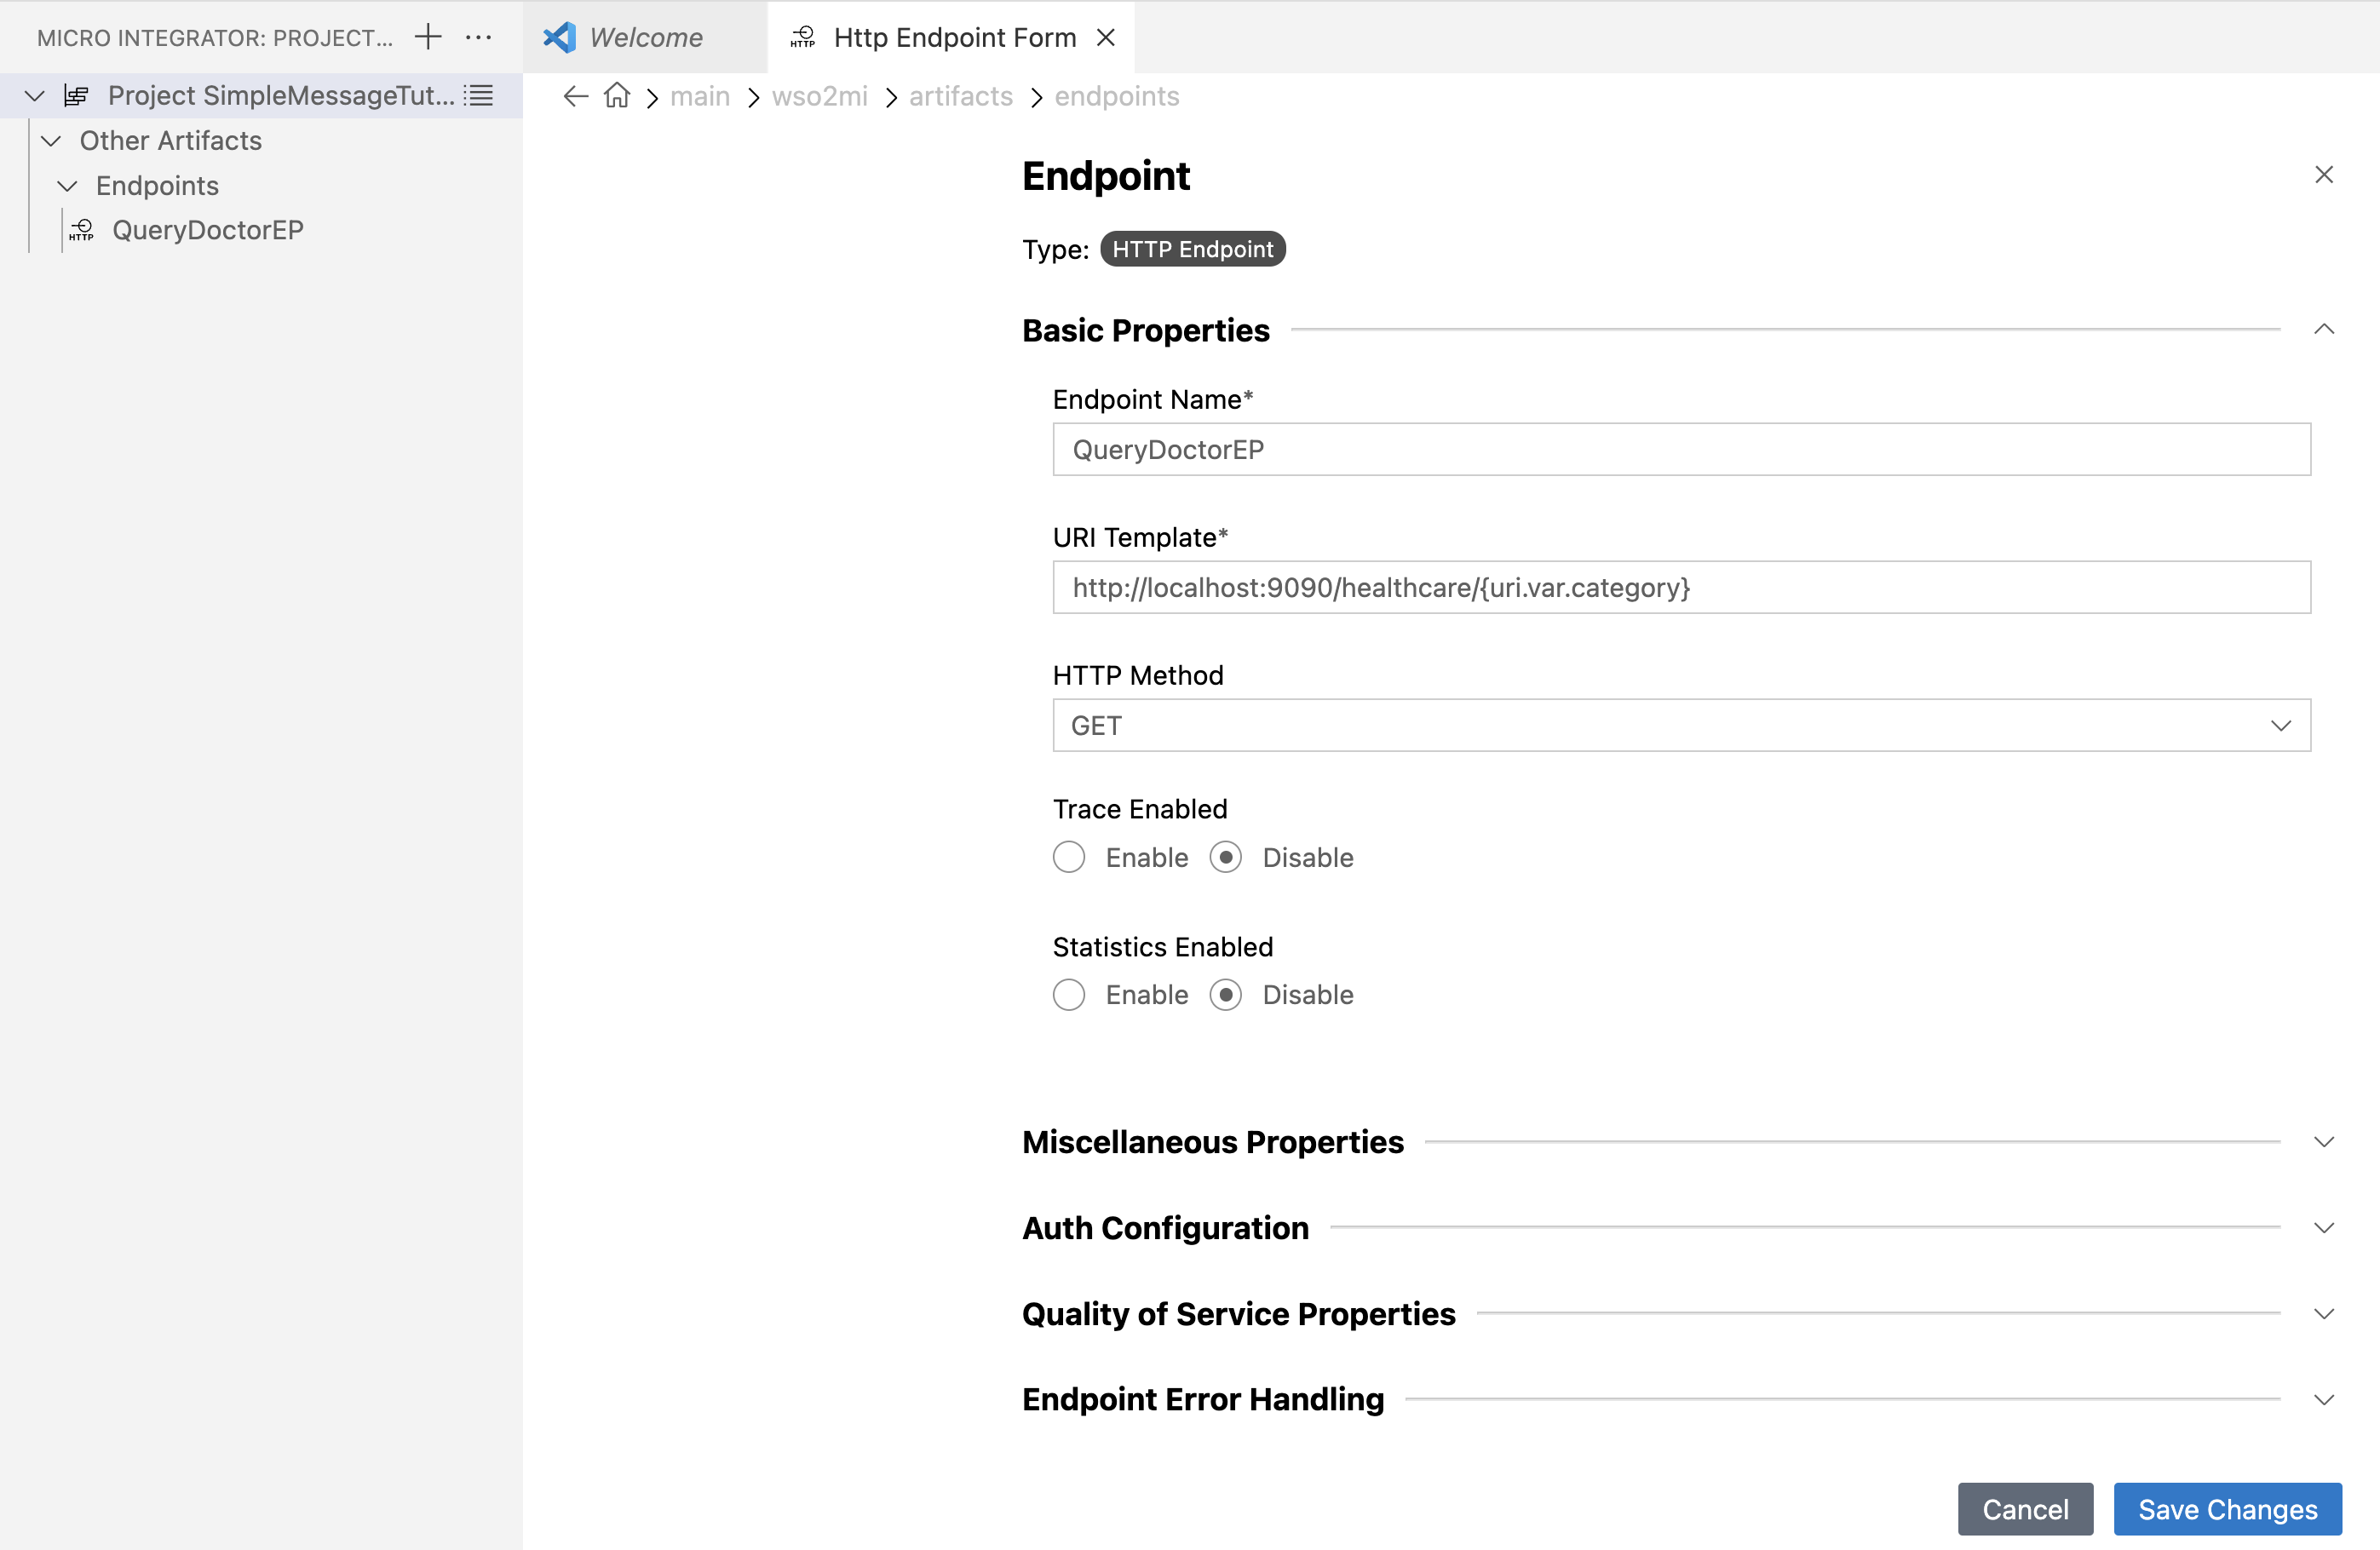 MICRO INTEGRATOR: PROJECT...
Welcome
HTTP
Http Endpoint Form
Project SimpleMessageTut...
main
wso2mi
artifacts
endpoints
Other Artifacts
Endpoints
HTTP
QueryDoctorEP
Endpoint
Type: HTTP Endpoint
Basic Properties
Endpoint Name*
QueryDoctorEP
URI Template*
http://localhost:9090/healthcare/{uri.var.category}
HTTP Method
GET
Trace Enabled
Enable Disable
Statistics Enabled
Enable Disable
Miscellaneous Properties
Auth Configuration
Quality of Service Properties
Endpoint Error Handling
Cancel
Save Changes